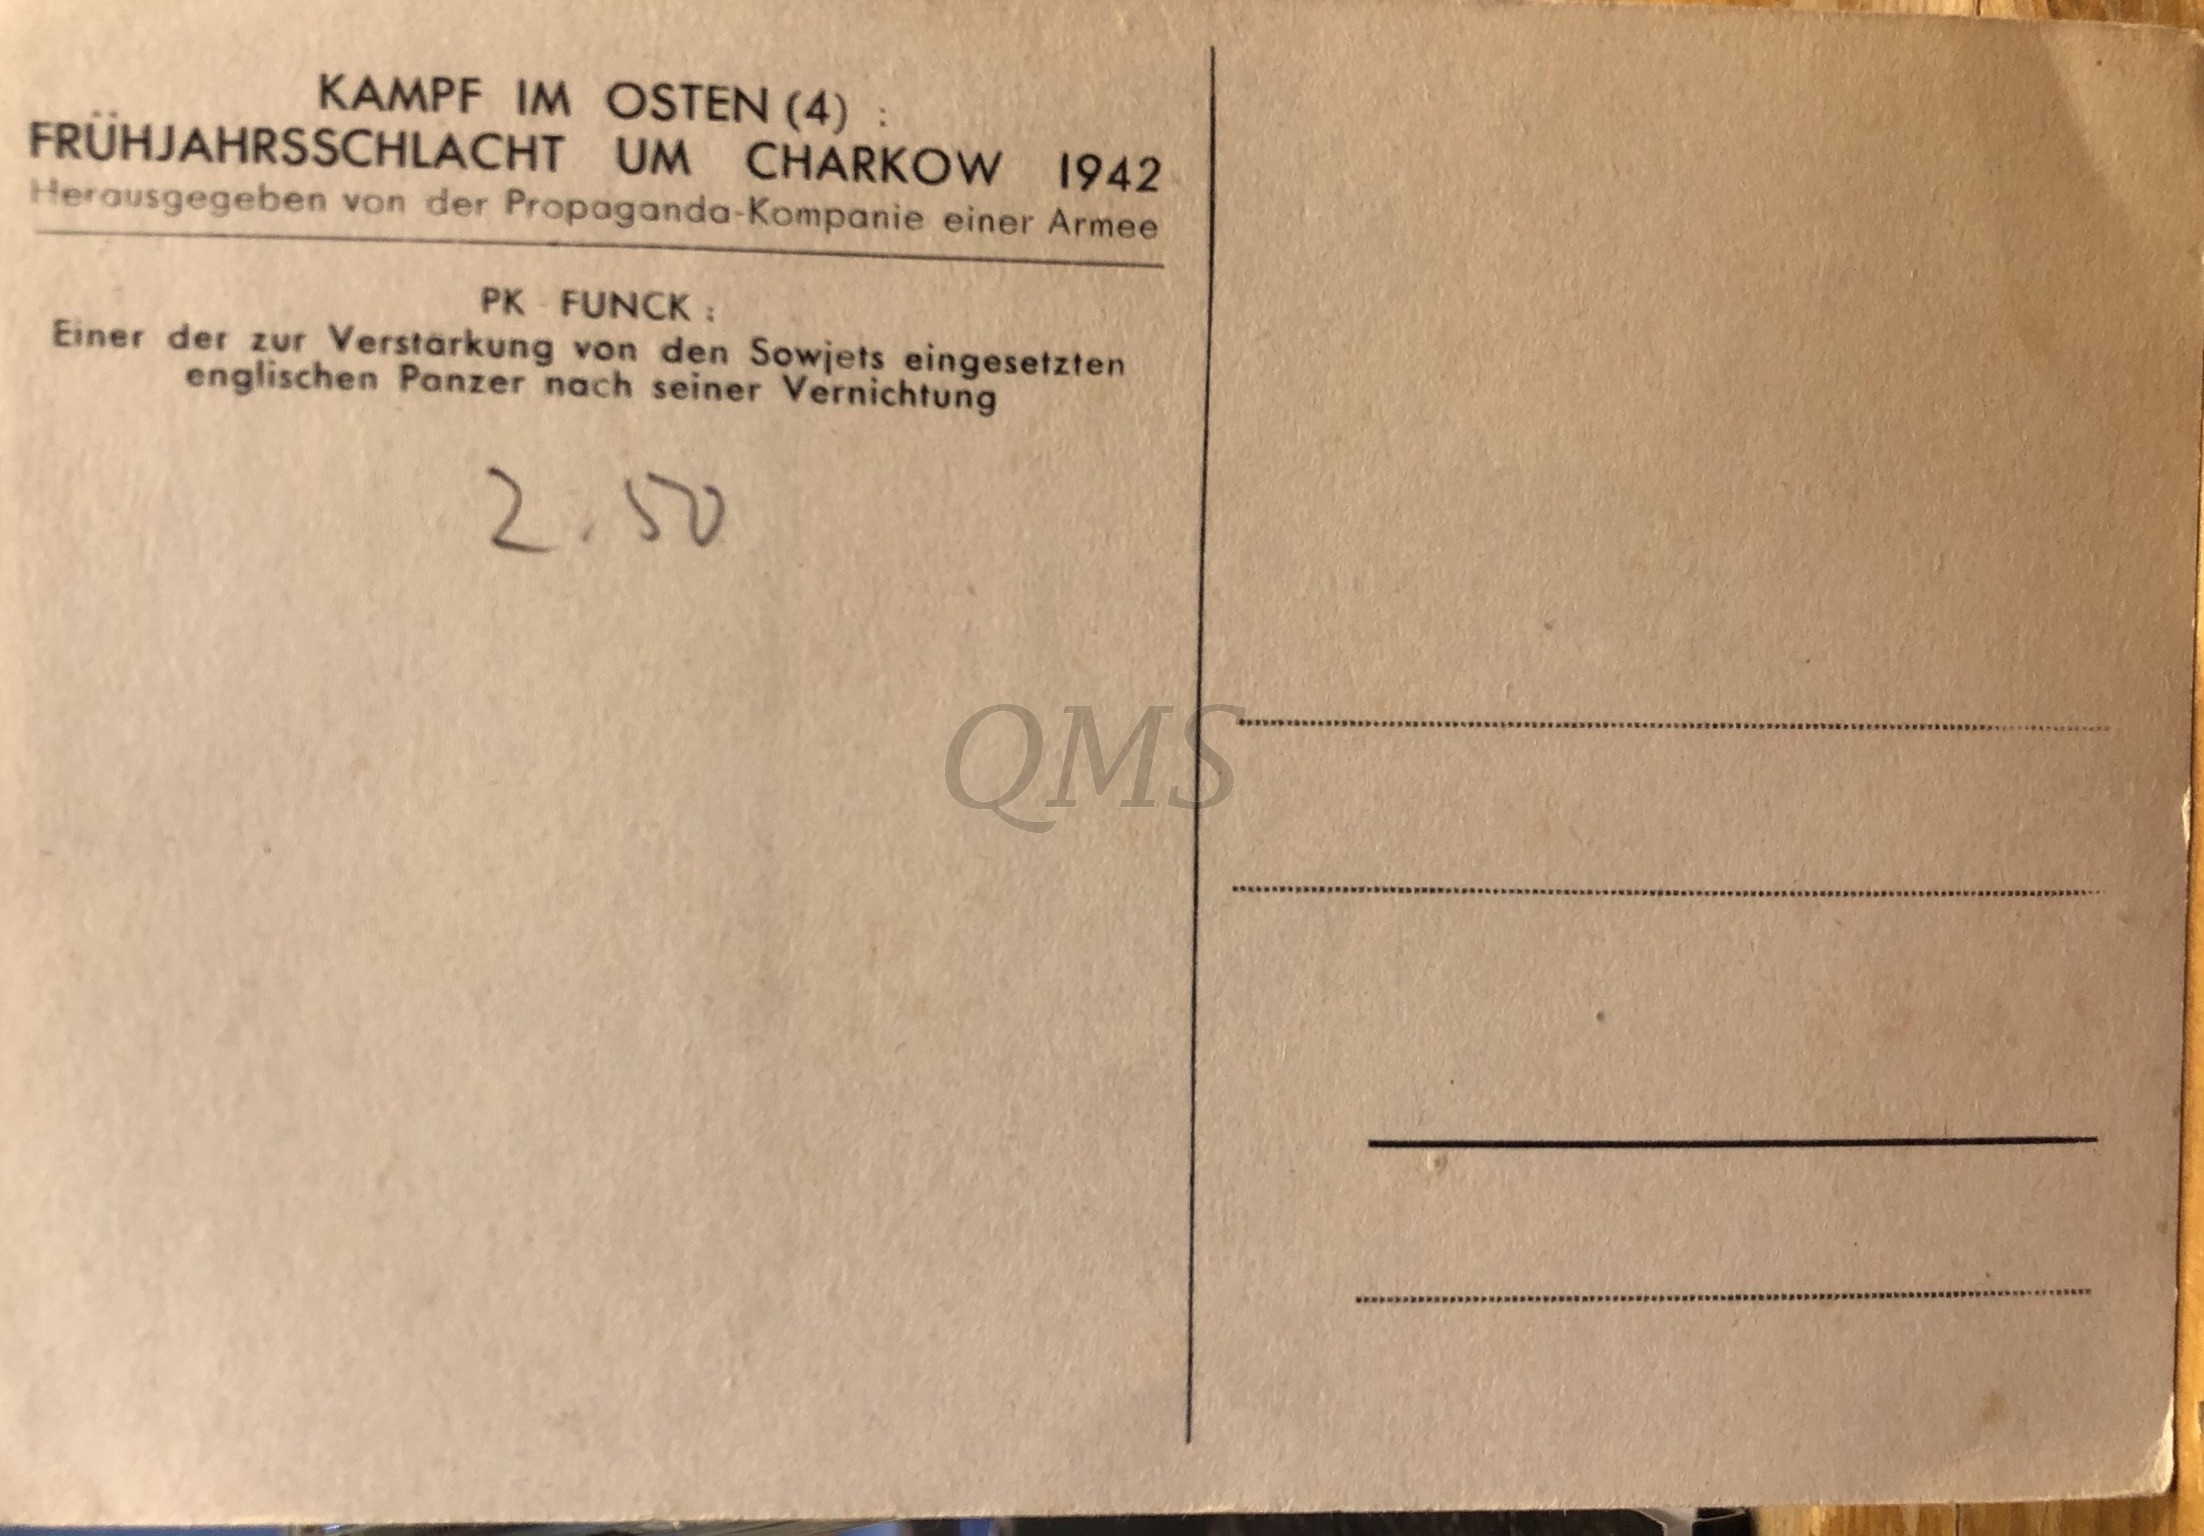 KAMPF IM OSTEN (4) :
FRÜHJAHRSSCHLACHT UM CHARKOW 1942
Herausgegeben von der Propaganda-Kompanie einer Armee
PK - FUNCK :
Einer der zur Verstärkung von den Sowjets eingesetzten
englischen Panzer nach seiner Vernichtung
2.50
QMS